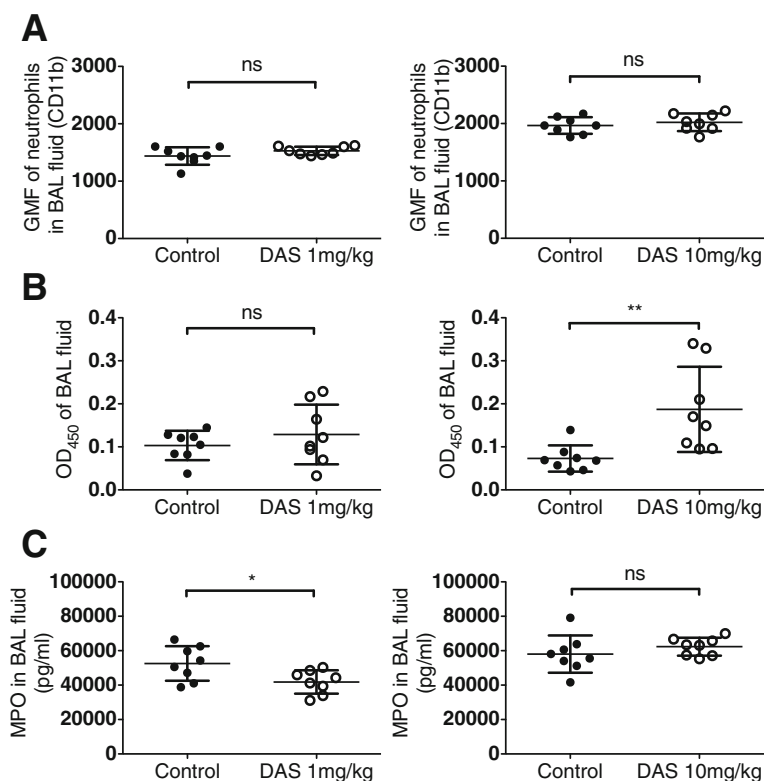 A
GMF of neutrophils
in BAL fluid (CD11b)
3000
2000
1000
0
ns
Control
DAS 1mg/kg
GMF of neutrophils
in BAL fluid (CD11b)
3000
2000
1000
0
ns
Control
DAS 10mg/kg
B
OD450 of BAL fluid
0.4
0.3
0.2
0.1
0.0
ns
Control
DAS 1mg/kg
OD450 of BAL fluid
0.4
0.3
0.2
0.1
0.0
**
Control
DAS 10mg/kg
C
MPO in BAL fluid
(pg/ml)
100000
80000
60000
40000
20000
0
*
Control
DAS 1mg/kg
MPO in BAL fluid
(pg/ml)
100000
80000
60000
40000
20000
0
ns
Control
DAS 10mg/kg